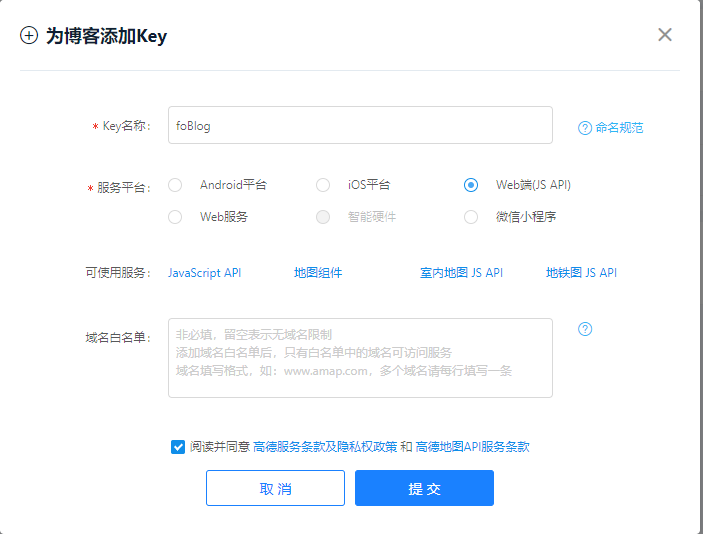 为博客添加Key
* Key名称：
foBlog
命名规范
* 服务平台：
Android平台
iOS平台
Web端(JS API)
Web服务
智能硬件
微信小程序
可使用服务：
JavaScript API
地图组件
室内地图 JS API
地铁图 JS API
域名白名单：
非必填，留空表示无域名限制
添加域名白名单后，只有白名单中的域名可访问服务
域名填写格式，如：www.amap.com，多个域名请每行填写一条
阅读并同意 高德服务条款及隐私权政策 和 高德地图API服务条款
取 消
提 交